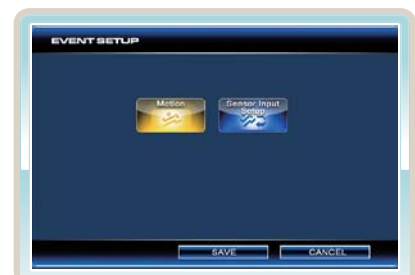 EVENT SETUP
Motion
Sensor Input
Setup
SAVE
CANCEL